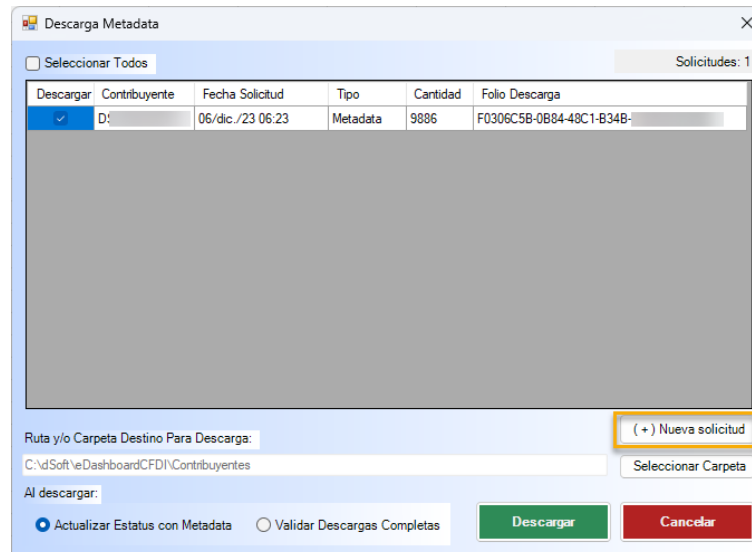 Descarga Metadata
Seleccionar Todos Solicitudes: 1
Descargar Contribuyente Fecha Solicitud Tipo Cantidad Folio Descarga
06/dic./23 06:23 Metadata 9886 F0306C5B-0B84-48C1-B34B-
( + ) Nueva solicitud
Ruta y/o Carpeta Destino Para Descarga:
C:\dSoft\eDashboardCFDI\Contribuyentes Seleccionar Carpeta
Al descargar:
Actualizar Estatus con Metadata Validar Descargas Completas Descargar Cancelar